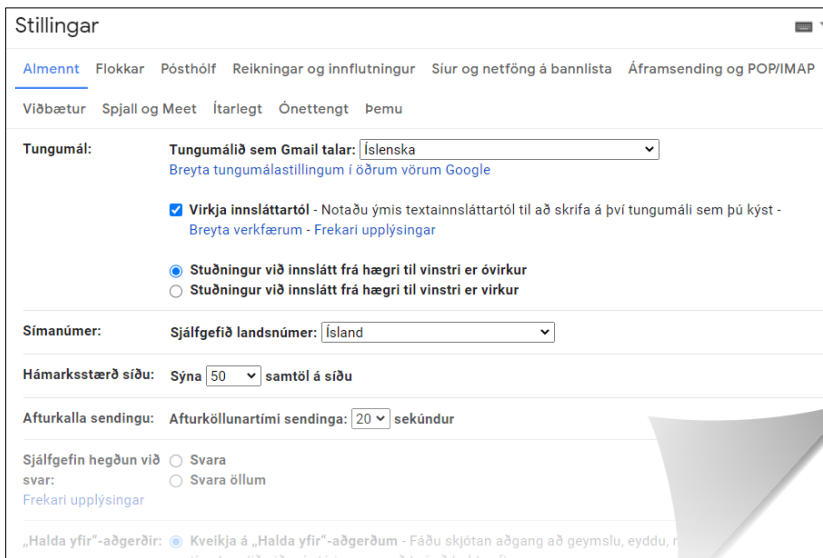 Stillingar
Almennt Flokkar Pósthólf Reikningar og innflutningur Síur og netföng á bannlista Áframsending og POP/IMAP
Viðbætur Spjall og Meet Ítarlegt Ónettengt Þemu
Tungumál: Tungumálið sem Gmail talar: Íslenska
Breyta tungumálastillingum í öðrum vörum Google
Virkja innsláttartól - Notaðu ýmis textainnsláttartól til að skrifa á því tungumáli sem þú kýst -
Breyta verkfærum - Frekari upplýsingar
Stuðningur við innslátt frá hægri til vinstri er óvirkur
Stuðningur við innslátt frá hægri til vinstri er virkur
Símanúmer: Sjálfgefið landsnúmer: Ísland
Hámarksstærð síðu: Sýna 50 samtöl á síðu
Afturkalla sendingu: Afturköllunartími sendinga: 20 sekúndur
Sjálfgefin hegðun við Svara
svar: Svara öllum
Frekari upplýsingar
„Halda yfir“-aðgerðir: Kveikja á „Halda yfir“-aðgerðum - Fáðu skjótan aðgang að geymslu, eyddu,